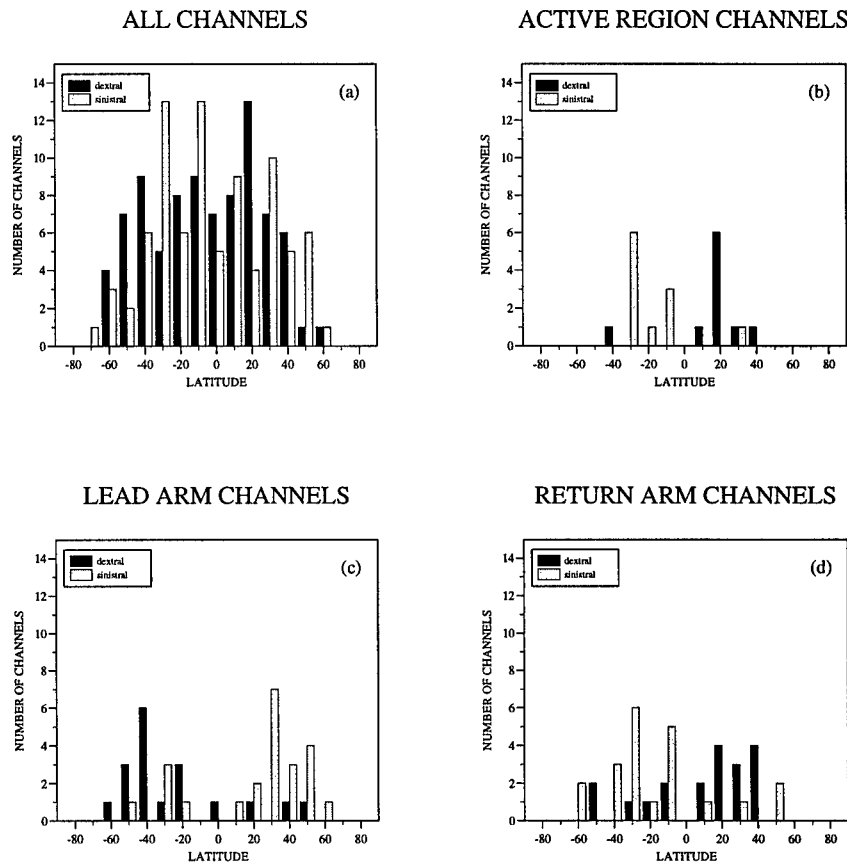 ALL CHANNELS
ACTIVE REGION CHANNELS
dextral
sinistral
(a)
NUMBER OF CHANNELS
14
12
10
8
6
4
2
0
-80 -60 -40 -20 0 20 40 60 80
LATITUDE
dextral
sinistral
(b)
NUMBER OF CHANNELS
14
12
10
8
6
4
2
0
-80 -60 -40 -20 0 20 40 60 80
LATITUDE
LEAD ARM CHANNELS
RETURN ARM CHANNELS
dextral
sinistral
(c)
NUMBER OF CHANNELS
14
12
10
8
6
4
2
0
-80 -60 -40 -20 0 20 40 60 80
LATITUDE
dextral
sinistral
(d)
NUMBER OF CHANNELS
14
12
10
8
6
4
2
0
-80 -60 -40 -20 0 20 40 60 80
LATITUDE